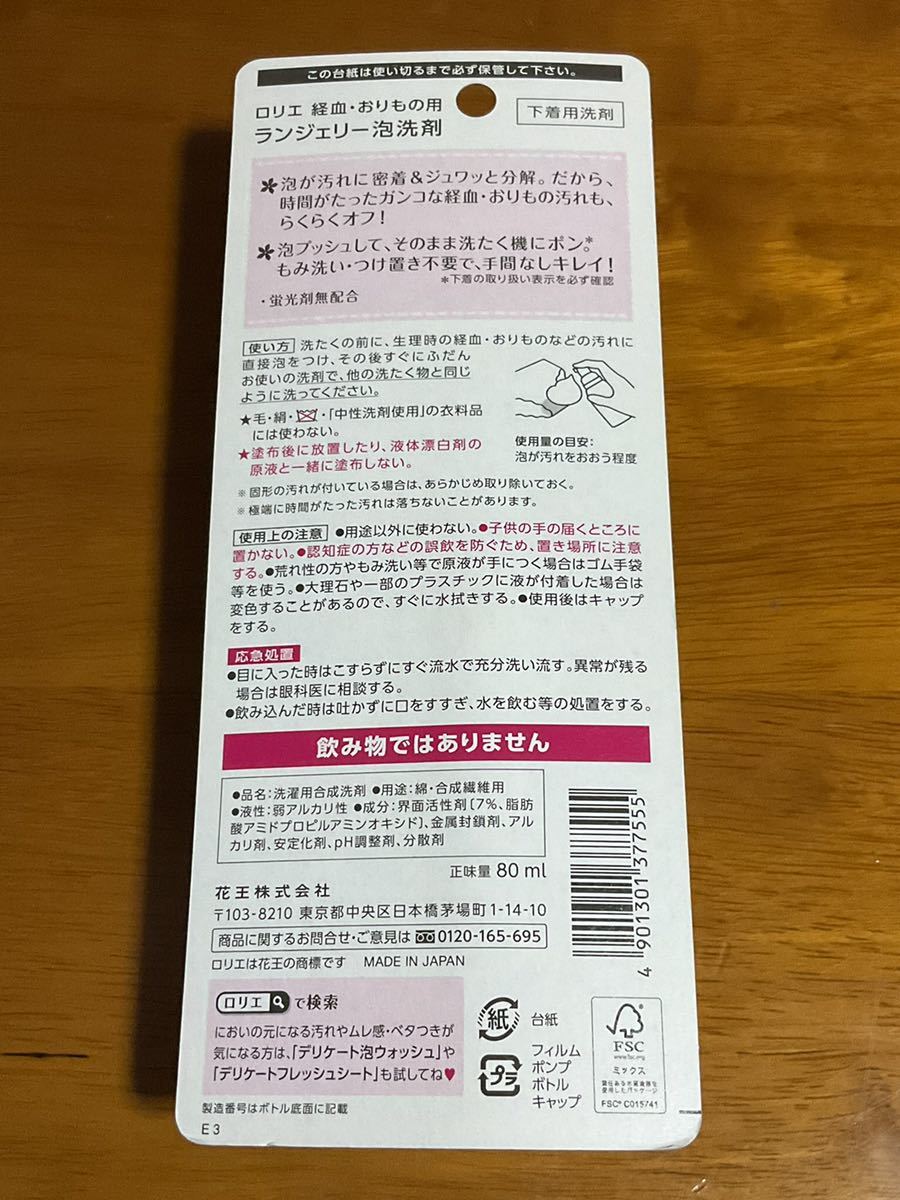 この台紙は使い切るまで必ず保管して下さい。
ロリエ 経血・おりもの用
ランジェリー泡洗剤
下着用洗剤
泡が汚れに密着&ジュワッと分解。だから、
時間がたったガンコな経血・おりもの汚れも、
らくらくオフ!
泡プッシュして、そのまま洗たく機にポン。*
もみ洗い・つけ置き不要で、手間なしキレイ!
*下着の取り扱い表示を必ず確認
・蛍光剤無配合
使い方 洗たくの前に、生理時の経血・おりものなどの汚れに
直接泡をつけ、その後すぐにふだん
お使いの洗剤で、他の洗たく物と同じ
ように洗ってください。
★毛・絹・・「中性洗剤使用」の衣料品
には使わない。
★塗布後に放置したり、液体漂白剤の
原液と一緒に塗布しない。
使用量の目安:
泡が汚れをおおう程度
※固形の汚れが付いている場合は、あらかじめ取り除いておく。
※極端に時間がたった汚れは落ちないことがあります。
使用上の注意 ●用途以外に使わない。●子供の手の届くところに
置かない。●認知症の方などの誤飲を防ぐため、置き場所に注意
する。●荒れ性の方やもみ洗い等で原液が手につく場合はゴム手袋
等を使う。●大理石や一部のプラスチックに液が付着した場合は
変色することがあるので、すぐに水拭きする。●使用後はキャップ
をする。
応急処置
●目に入った時はこすらずにすぐ流水で充分洗い流す。異常が残る
場合は眼科医に相談する。
●飲み込んだ時は吐かずに口をすすぎ、水を飲む等の処置をする。
飲み物ではありません
●品名:洗濯用合成洗剤 ●用途:綿・合成繊維用
●液性:弱アルカリ性 ●成分:界面活性剤〔7%、脂肪
酸アミドプロピルアミンオキシド〕、金属封鎖剤、アル
カリ剤、安定化剤、pH調整剤、分散剤
正味量 80 ml
花王株式会社
〒103-8210 東京都中央区日本橋茅場町1-14-10
商品に関するお問合せ・ご意見は 0120-165-695
ロリエは花王の商標です MADE IN JAPAN
4 901301 377555
ロリエ で検索
においの元になる汚れやムレ感・ベタつきが
気になる方は、「デリケート泡ウォッシュ」や
「デリケートフレッシュシート」も試してね♥
紙 台紙
プラ フィルム
ポンプ
ボトル
キャップ
FSC
www.fsc.org
ミックス
責任ある木質資源を
使用したパッケージ
FSC® C015741
製造番号はボトル底面に記載
E3